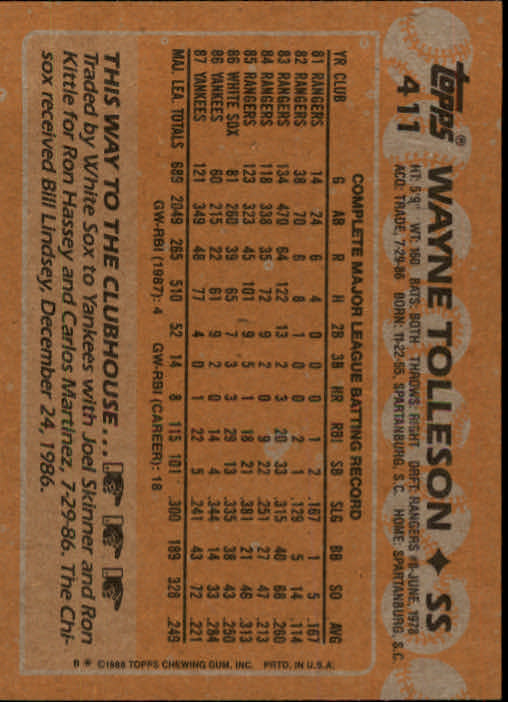 topps®
411
WAYNE TOLLESON ✦ SS
HT: 5'9" WT: 160 BATS: BOTH THROWS: RIGHT DRFT: RANGERS #8-JUNE, 1978
ACQ: TRADE, 7-29-86 BORN: 11-22-55, SPARTANBURG, S.C. HOME: SPARTANBURG, S.C.
COMPLETE MAJOR LEAGUE BATTING RECORD
YR CLUB G AB R H 2B 3B HR RBI SB SLG BB SO AVG
81 RANGERS 14 24 6 4 0 0 0 1 2 .167 1 5 .167
82 RANGERS 38 70 6 8 1 0 0 2 1 .129 5 14 .114
83 RANGERS 134 470 64 122 13 2 3 20 33 .315 40 68 .260
84 RANGERS 118 338 35 72 9 2 0 9 22 .251 27 47 .213
85 RANGERS 123 323 45 101 9 5 1 18 21 .381 21 46 .313
86 WHITE SOX 81 260 39 65 7 3 3 29 13 .335 38 43 .250
86 YANKEES 60 215 22 61 9 2 0 14 4 .344 14 33 .284
87 YANKEES 121 349 48 77 4 0 1 22 5 .241 43 72 .221
MAJ. LEA. TOTALS 689 2049 265 510 52 14 8 115 101 .300 189 328 .249
GW-RBI (1987): 4 GW-RBI (CAREER): 18
THIS WAY TO THE CLUBHOUSE...
Traded by White Sox to Yankees with Joel Skinner and Ron
Kittle for Ron Hassey and Carlos Martinez, 7-29-86. The Chi-
sox received Bill Lindsey, December 24, 1986.
B * ©1988 TOPPS CHEWING GUM, INC. PRTD. IN U.S.A.